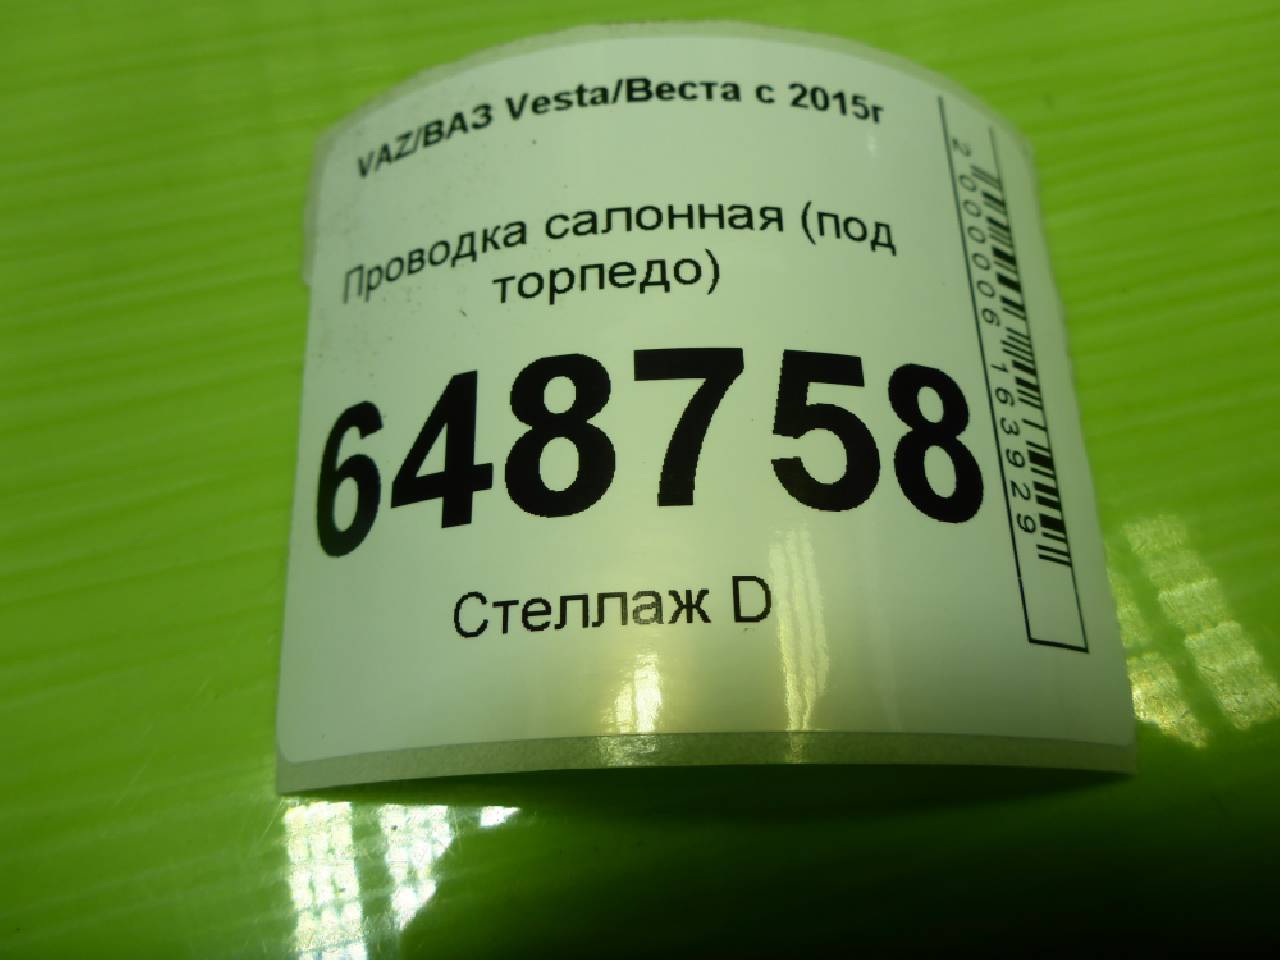 VAZ/ВАЗ Vesta/Веста с 2015г
Проводка салонная (под
торпедо)
648758
Стеллаж D
2000006163929